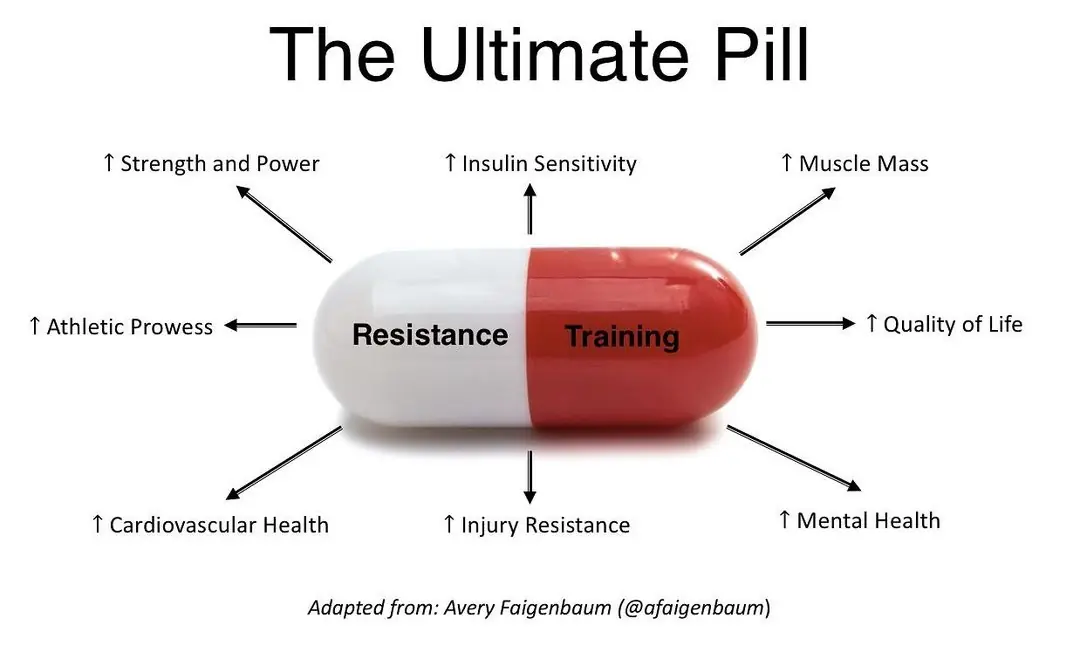 The Ultimate Pill
↑ Strength and Power
↑ Insulin Sensitivity
↑ Muscle Mass
↑ Athletic Prowess
Resistance
Training
↑ Quality of Life
↑ Cardiovascular Health
↑ Injury Resistance
↑ Mental Health
Adapted from: Avery Faigenbaum (@afaigenbaum)